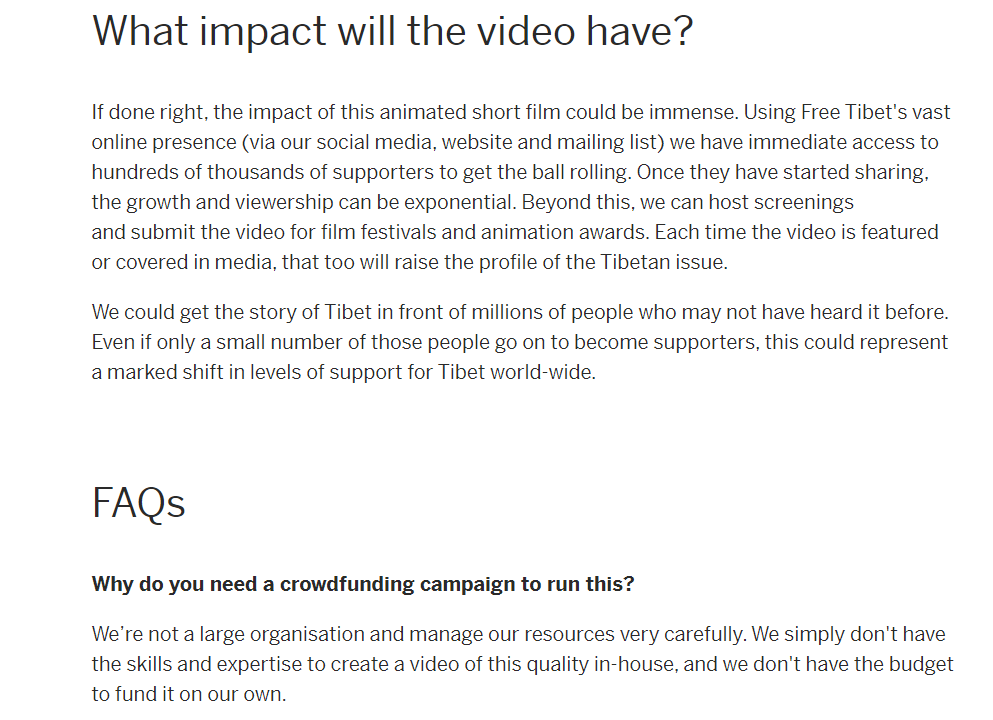 What impact will the video have?
If done right, the impact of this animated short film could be immense. Using Free Tibet's vast
online presence (via our social media, website and mailing list) we have immediate access to
hundreds of thousands of supporters to get the ball rolling. Once they have started sharing,
the growth and viewership can be exponential. Beyond this, we can host screenings
and submit the video for film festivals and animation awards. Each time the video is featured
or covered in media, that too will raise the profile of the Tibetan issue.
We could get the story of Tibet in front of millions of people who may not have heard it before.
Even if only a small number of those people go on to become supporters, this could represent
a marked shift in levels of support for Tibet world-wide.
FAQs
Why do you need a crowdfunding campaign to run this?
We’re not a large organisation and manage our resources very carefully. We simply don't have
the skills and expertise to create a video of this quality in-house, and we don't have the budget
to fund it on our own.